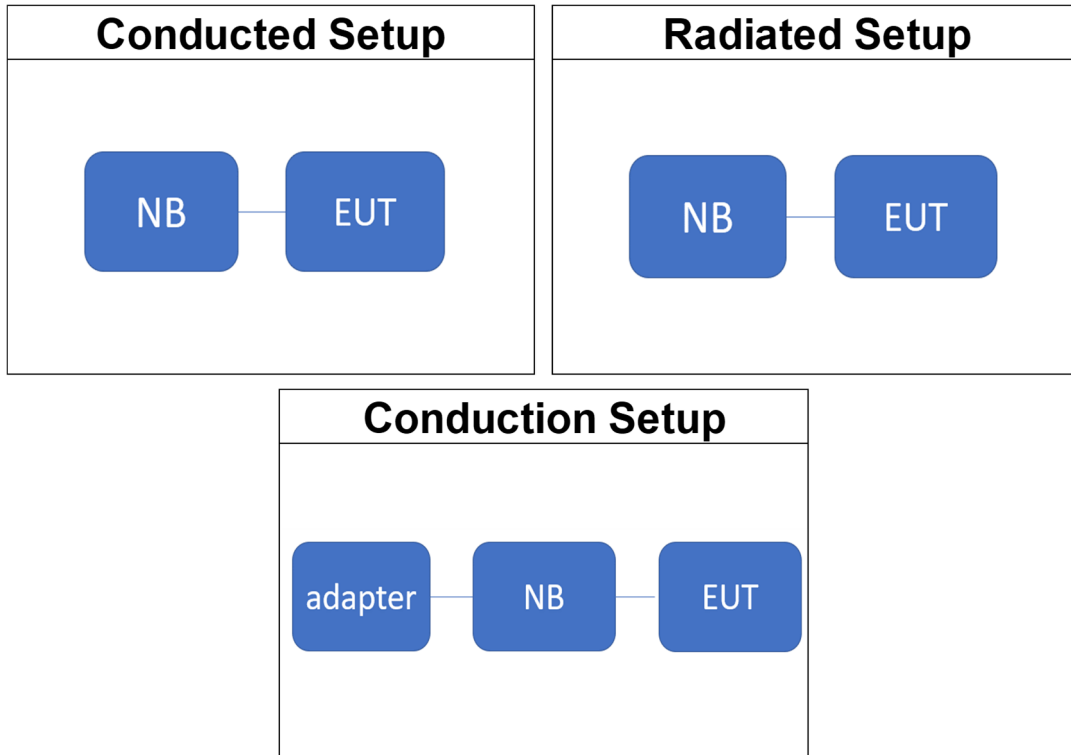 Conducted Setup
NB
EUT
Radiated Setup
NB
EUT
Conduction Setup
adapter
NB
EUT